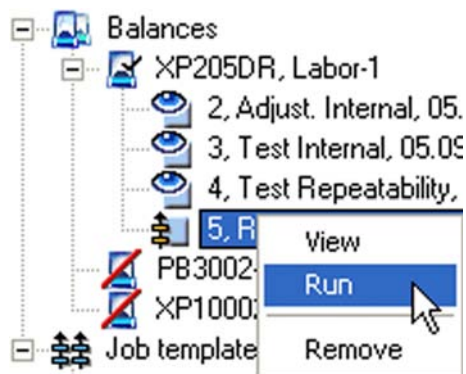 Balances
XP205DR, Labor-1
2, Adjust. Internal, 05.
3, Test Internal, 05.09
4, Test Repeatability,
5, R
View
PB3002-
Run
XP1000
Job template
Remove